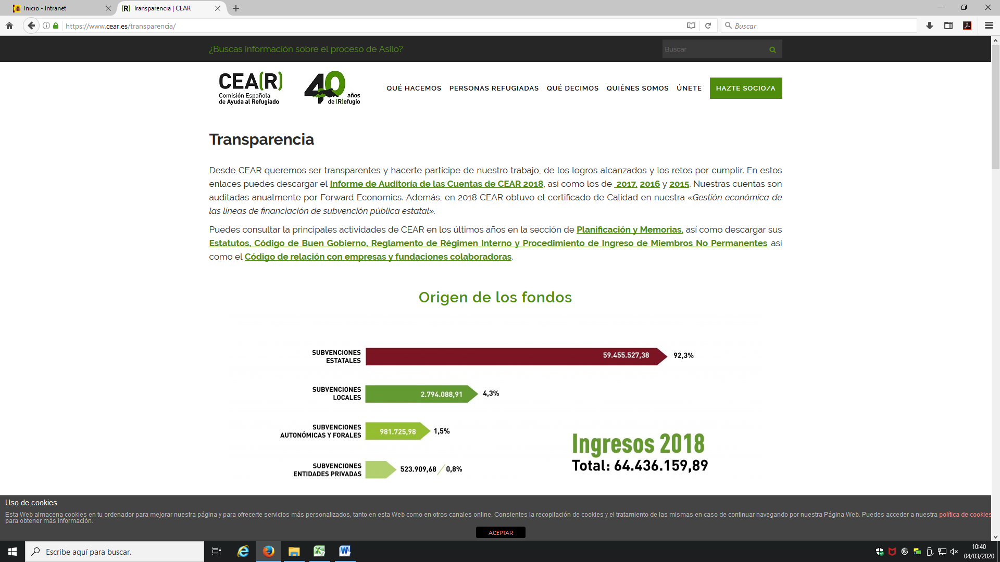 Inicio - Intranet
(R) Transparencia | CEAR
https://www.cear.es/transparencia/
Buscar
¿Buscas información sobre el proceso de Asilo?
Buscar
CEA(R)
Comisión Española
de Ayuda al Refugiado
40 años
de (R)efugio
QUÉ HACEMOS PERSONAS REFUGIADAS QUÉ DECIMOS QUIÉNES SOMOS ÚNETE HAZTE SOCIO/A
Transparencia
Desde CEAR queremos ser transparentes y hacerte partícipe de nuestro trabajo, de los logros alcanzados y los retos por cumplir. En estos
enlaces puedes descargar el Informe de Auditoría de las Cuentas de CEAR 2018, así como los de 2017, 2016 y 2015. Nuestras cuentas son
auditadas anualmente por Forward Economics. Además, en 2018 CEAR obtuvo el certificado de Calidad en nuestra «Gestión económica de
las líneas de financiación de subvención pública estatal».
Puedes consultar la principales actividades de CEAR en los últimos años en la sección de Planificación y Memorias, así como descargar sus
Estatutos, Código de Buen Gobierno, Reglamento de Régimen Interno y Procedimiento de Ingreso de Miembros No Permanentes así
como el Código de relación con empresas y fundaciones colaboradoras.
Origen de los fondos
SUBVENCIONES
ESTATALES
59.455.527,38 92,3%
SUBVENCIONES
LOCALES
2.794.088,91 4,3%
SUBVENCIONES
AUTONÓMICAS Y FORALES
981.725,98 1,5%
SUBVENCIONES
ENTIDADES PRIVADAS
523.909,68 / 0,8%
Ingresos 2018
Total: 64.436.159,89
Uso de cookies
Esta Web almacena cookies en tu ordenador para mejorar nuestra página y para ofrecerte servicios más personalizados, tanto en esta Web como en otros canales online. Consientes la recopilación de cookies y el tratamiento de las mismas en caso de continuar navegando por nuestra Página Web. Puedes acceder a nuestra política de cookies
para obtener más información.
ACEPTAR
Escribe aquí para buscar.
10:40
04/03/2020